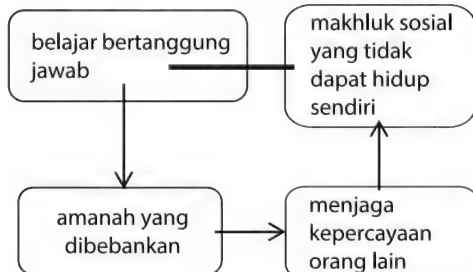 belajar bertanggung
jawab
makhluk sosial
yang tidak
dapat hidup
sendiri
amanah yang
dibebankan
menjaga
kepercayaan
orang lain